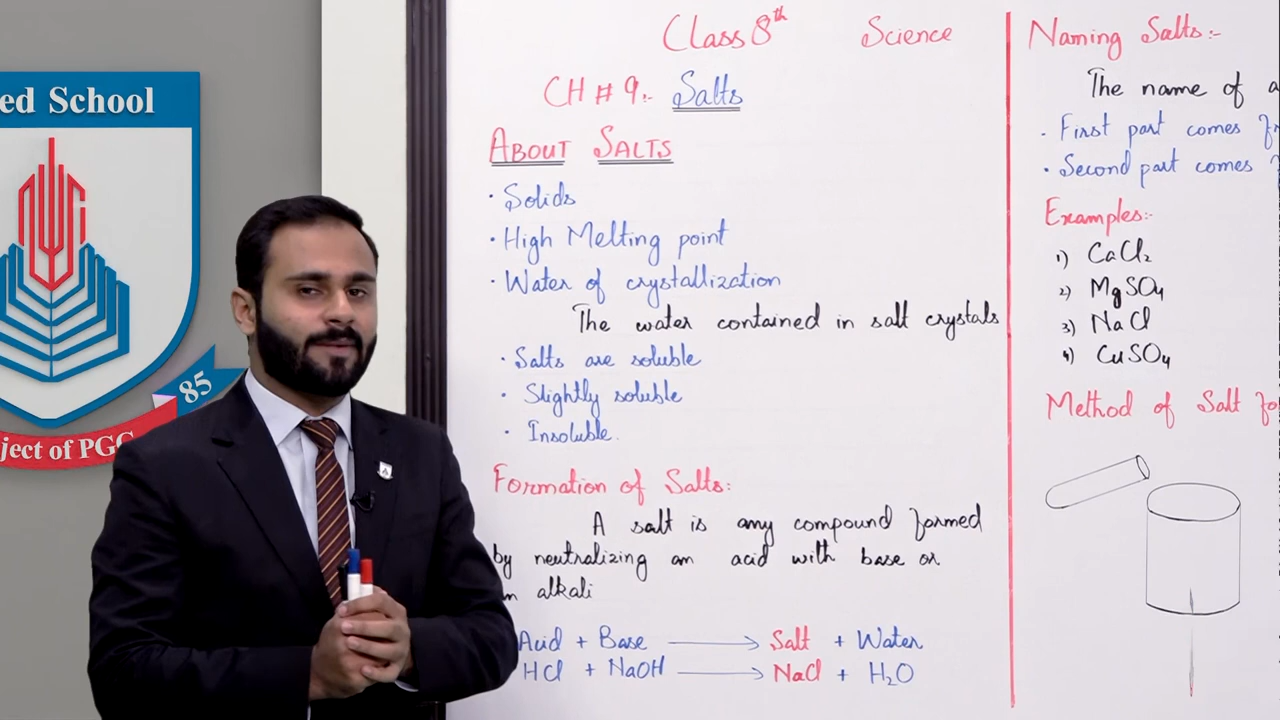 ed School
85
ject of PGC
Class 8th Science
CH # 9:- Salts
ABOUT SALTS
· Solids
· High Melting point
· Water of crystallization
The water contained in salt crystals
· Salts are soluble
· Slightly soluble
· Insoluble.
Formation of Salts:
A salt is any compound formed
by neutralizing an acid with base or
n alkali
Acid + Base → Salt + Water
HCl + NaOH → NaCl + H₂O
Naming Salts:-
The name of a
· First part comes f
· Second part comes
Examples:-
1) CaCl₂
2) MgSO₄
3) NaCl
4) CuSO₄
Method of Salt fo